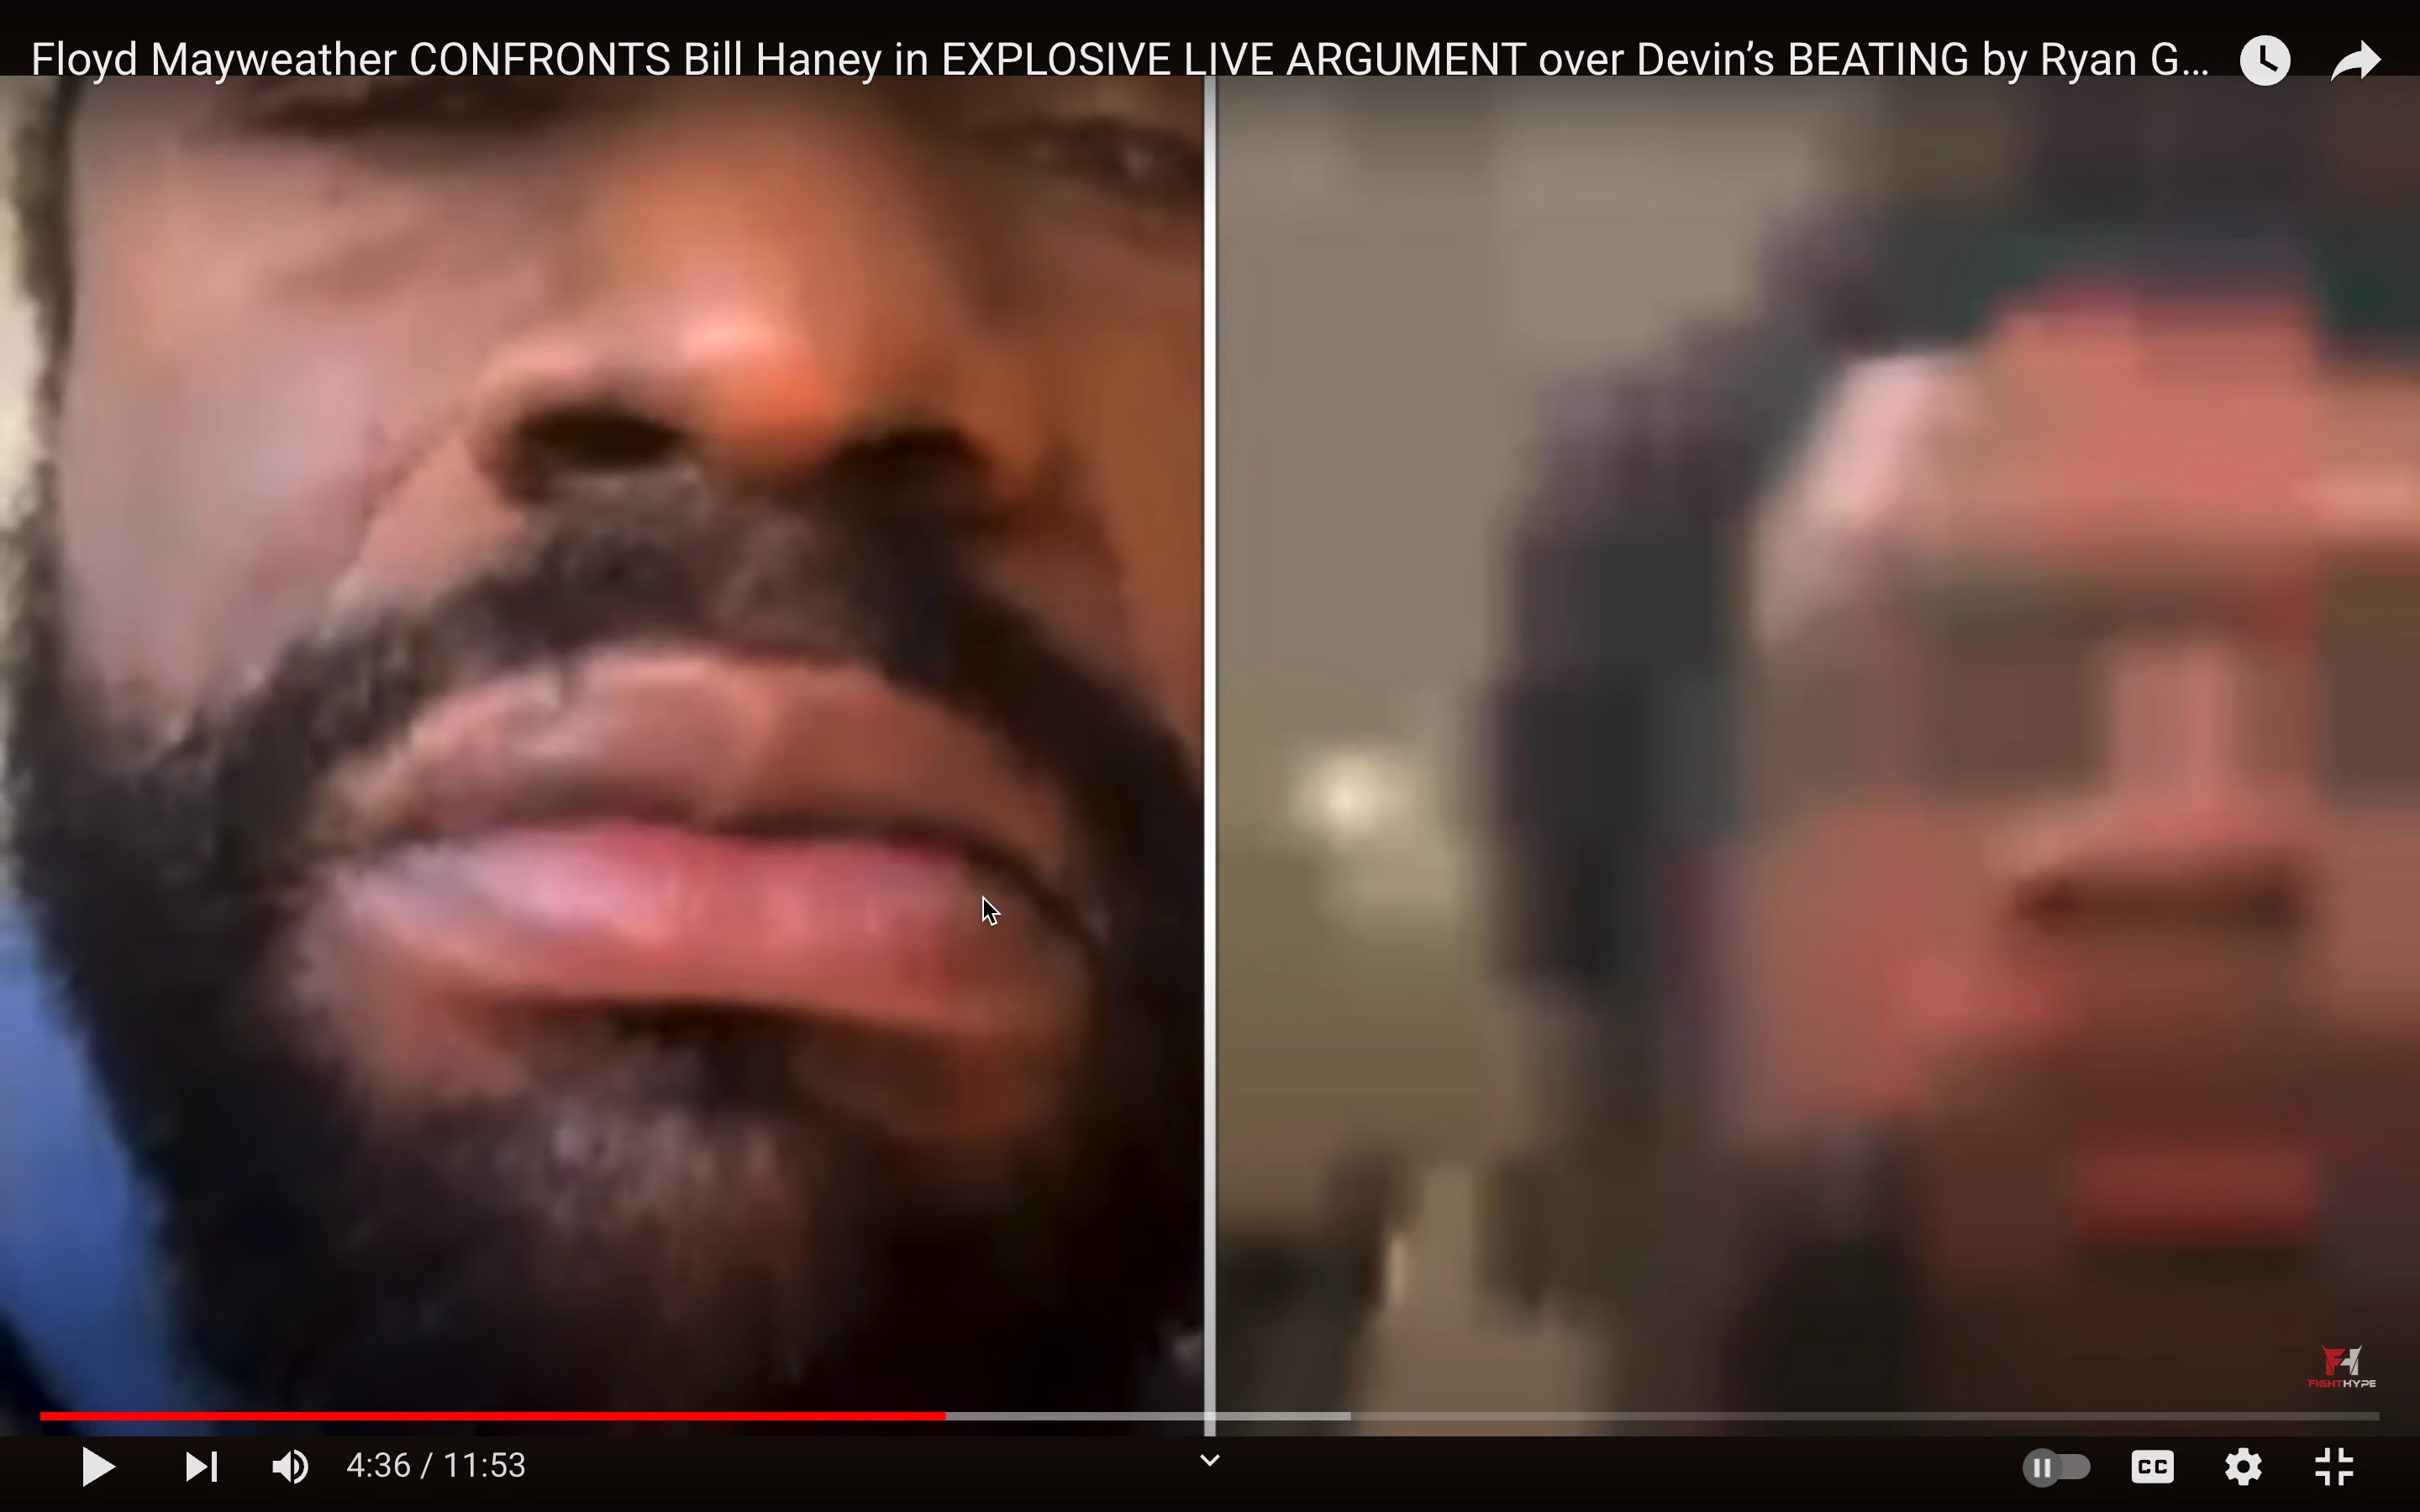 Floyd Mayweather CONFRONTS Bill Haney in EXPLOSIVE LIVE ARGUMENT over Devin’s BEATING by Ryan G...
FIGHTHYPE
4:36 / 11:53
CC